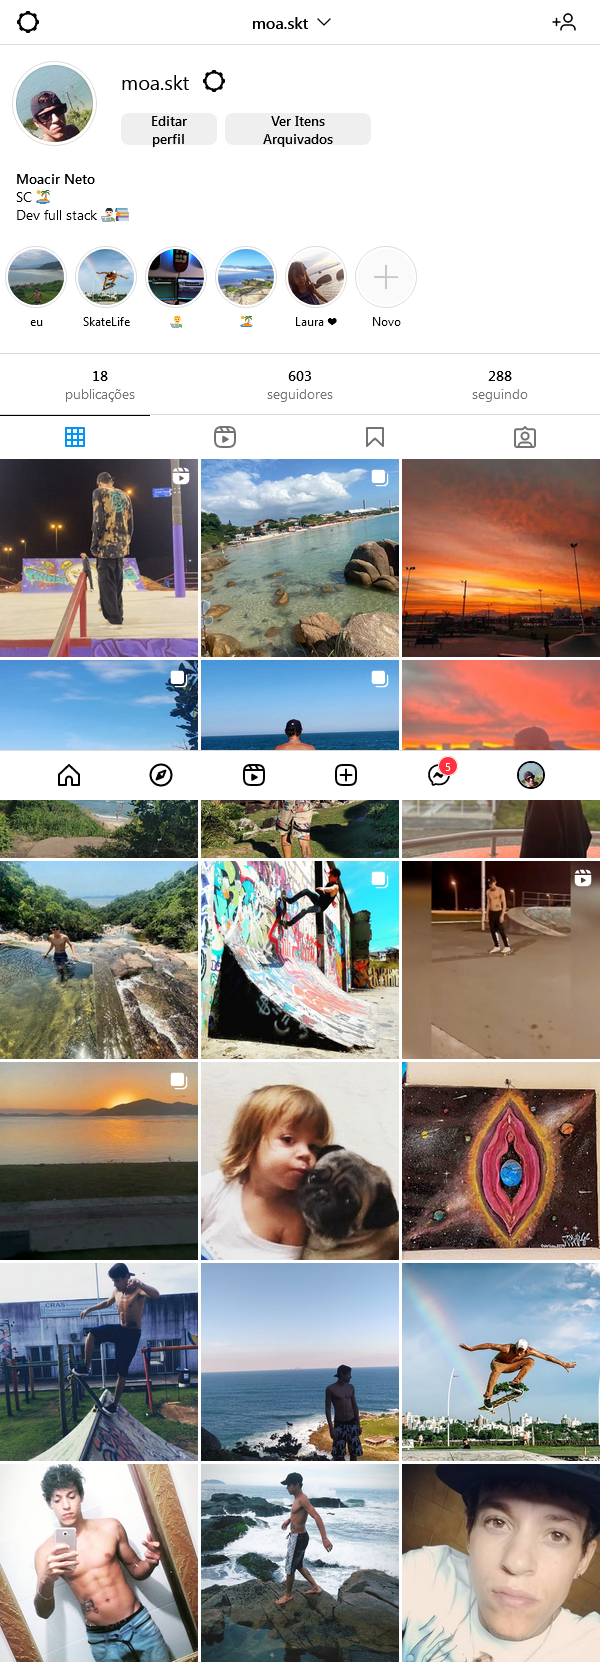 moa.skt
moa.skt
Editar
perfil
Ver Itens
Arquivados
Moacir Neto
SC 🏝️
Dev full stack 👨🏻‍💻📚
eu
SkateLife
👨‍💻
🏝️
Laura ❤
Novo
18
publicações
603
seguidores
288
seguindo
5
CRAS